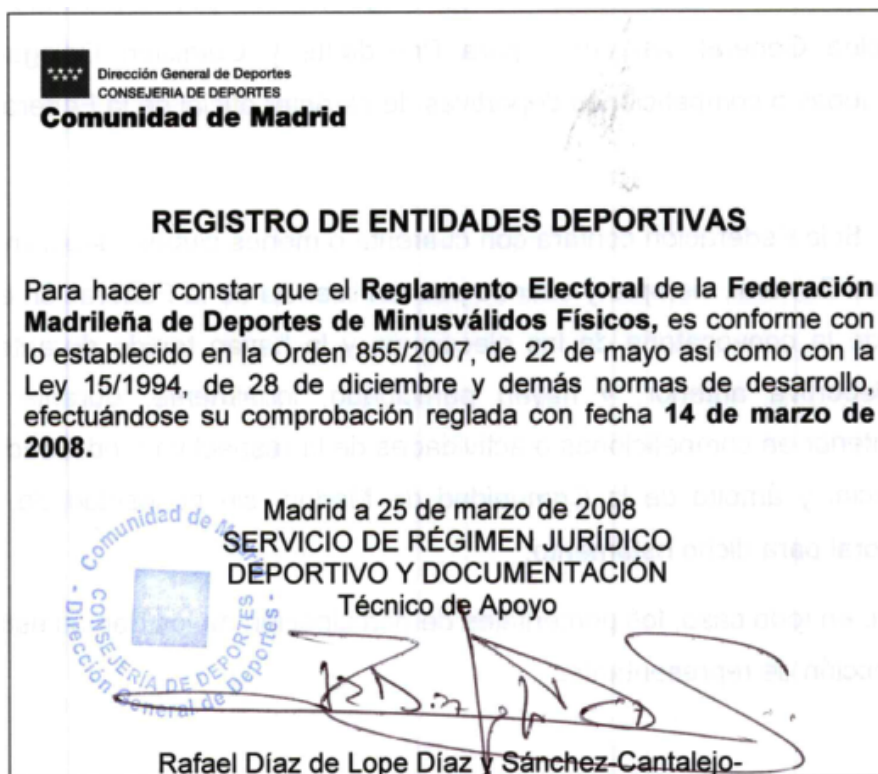 Dirección General de Deportes
CONSEJERIA DE DEPORTES
Comunidad de Madrid
REGISTRO DE ENTIDADES DEPORTIVAS
Para hacer constar que el Reglamento Electoral de la Federación
Madrileña de Deportes de Minusválidos Físicos, es conforme con
lo establecido en la Orden 855/2007, de 22 de mayo así como con la
Ley 15/1994, de 28 de diciembre y demás normas de desarrollo,
efectuándose su comprobación reglada con fecha 14 de marzo de
2008.
Madrid a 25 de marzo de 2008
SERVICIO DE RÉGIMEN JURÍDICO
DEPORTIVO Y DOCUMENTACIÓN
Técnico de Apoyo
Comunidad de Madrid
CONSEJERÍA DE DEPORTES
- Dirección General de Deportes -
Rafael Díaz de Lope Díaz y Sánchez-Cantalejo-